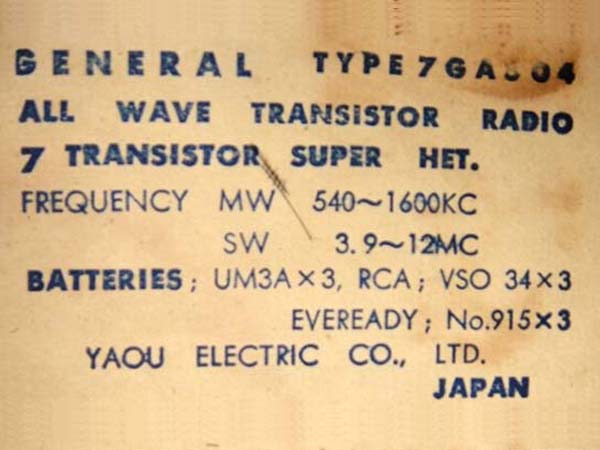 GENERAL TYPE
ALL WAVE TRANSISTOR RADIO
7 TRANSISTOR SUPER HET.
FREQUENCY MW 540~1600KC
SW 3.9~12MC
BATTERIES; UM3A×3, RCA; VSO 34×3
EVEREADY; No.915×3
YAOU ELECTRIC CO., LTD.
JAPAN